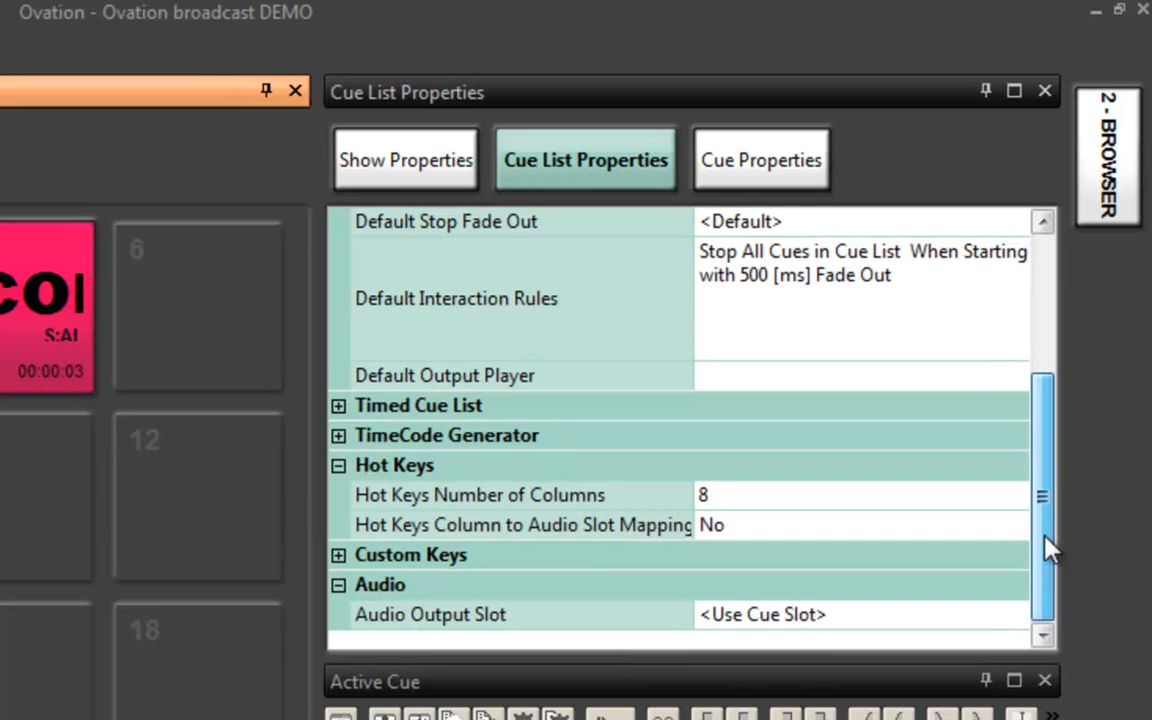 Ovation - Ovation broadcast DEMO
Cue List Properties
2 - BROWSER
Show Properties
Cue List Properties
Cue Properties
Default Stop Fade Out
<Default>
Stop All Cues in Cue List When Starting
with 500 [ms] Fade Out
Default Interaction Rules
Default Output Player
Timed Cue List
TimeCode Generator
Hot Keys
Hot Keys Number of Columns
8
Hot Keys Column to Audio Slot Mapping
No
Custom Keys
Audio
Audio Output Slot
<Use Cue Slot>
Active Cue
6
S:AI
00:00:03
12
18